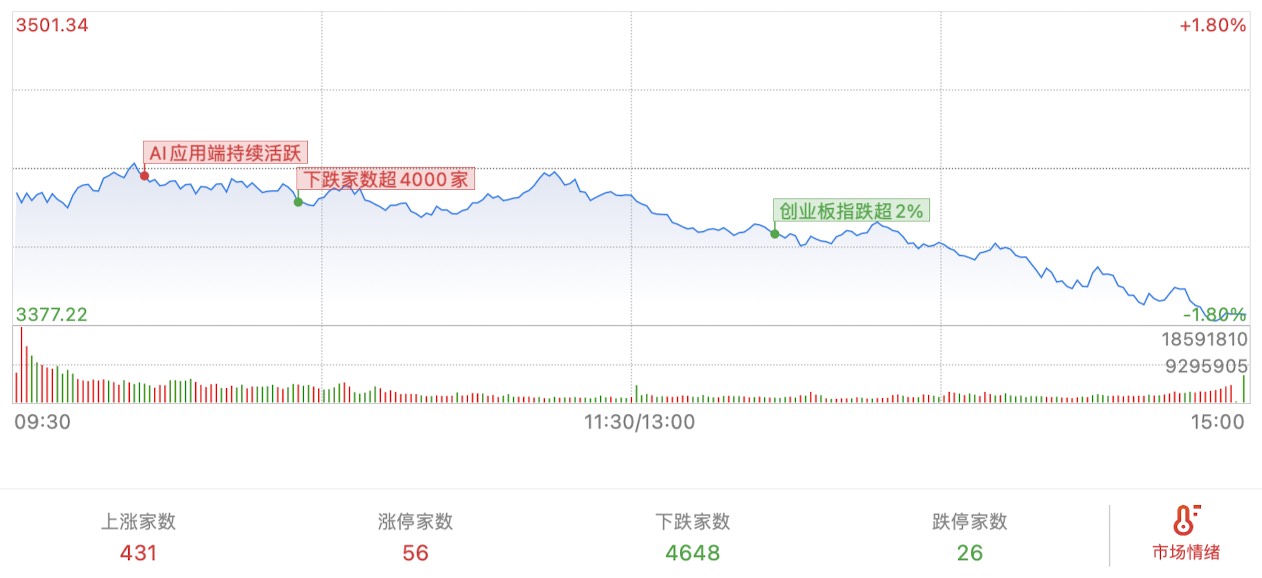 3501.34
+1.80%
AI应用端持续活跃
下跌家数超4000家
创业板指跌超2%
3377.22
-1.80%
18591810
9295905
09:30
11:30/13:00
15:00
上涨家数
涨停家数
下跌家数
跌停家数
431
56
4648
26
市场情绪